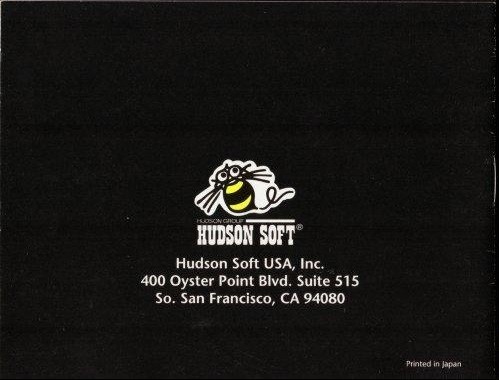 HUDSON GROUP
HUDSON SOFT®
Hudson Soft USA, Inc.
400 Oyster Point Blvd. Suite 515
So. San Francisco, CA 94080
Printed in Japan